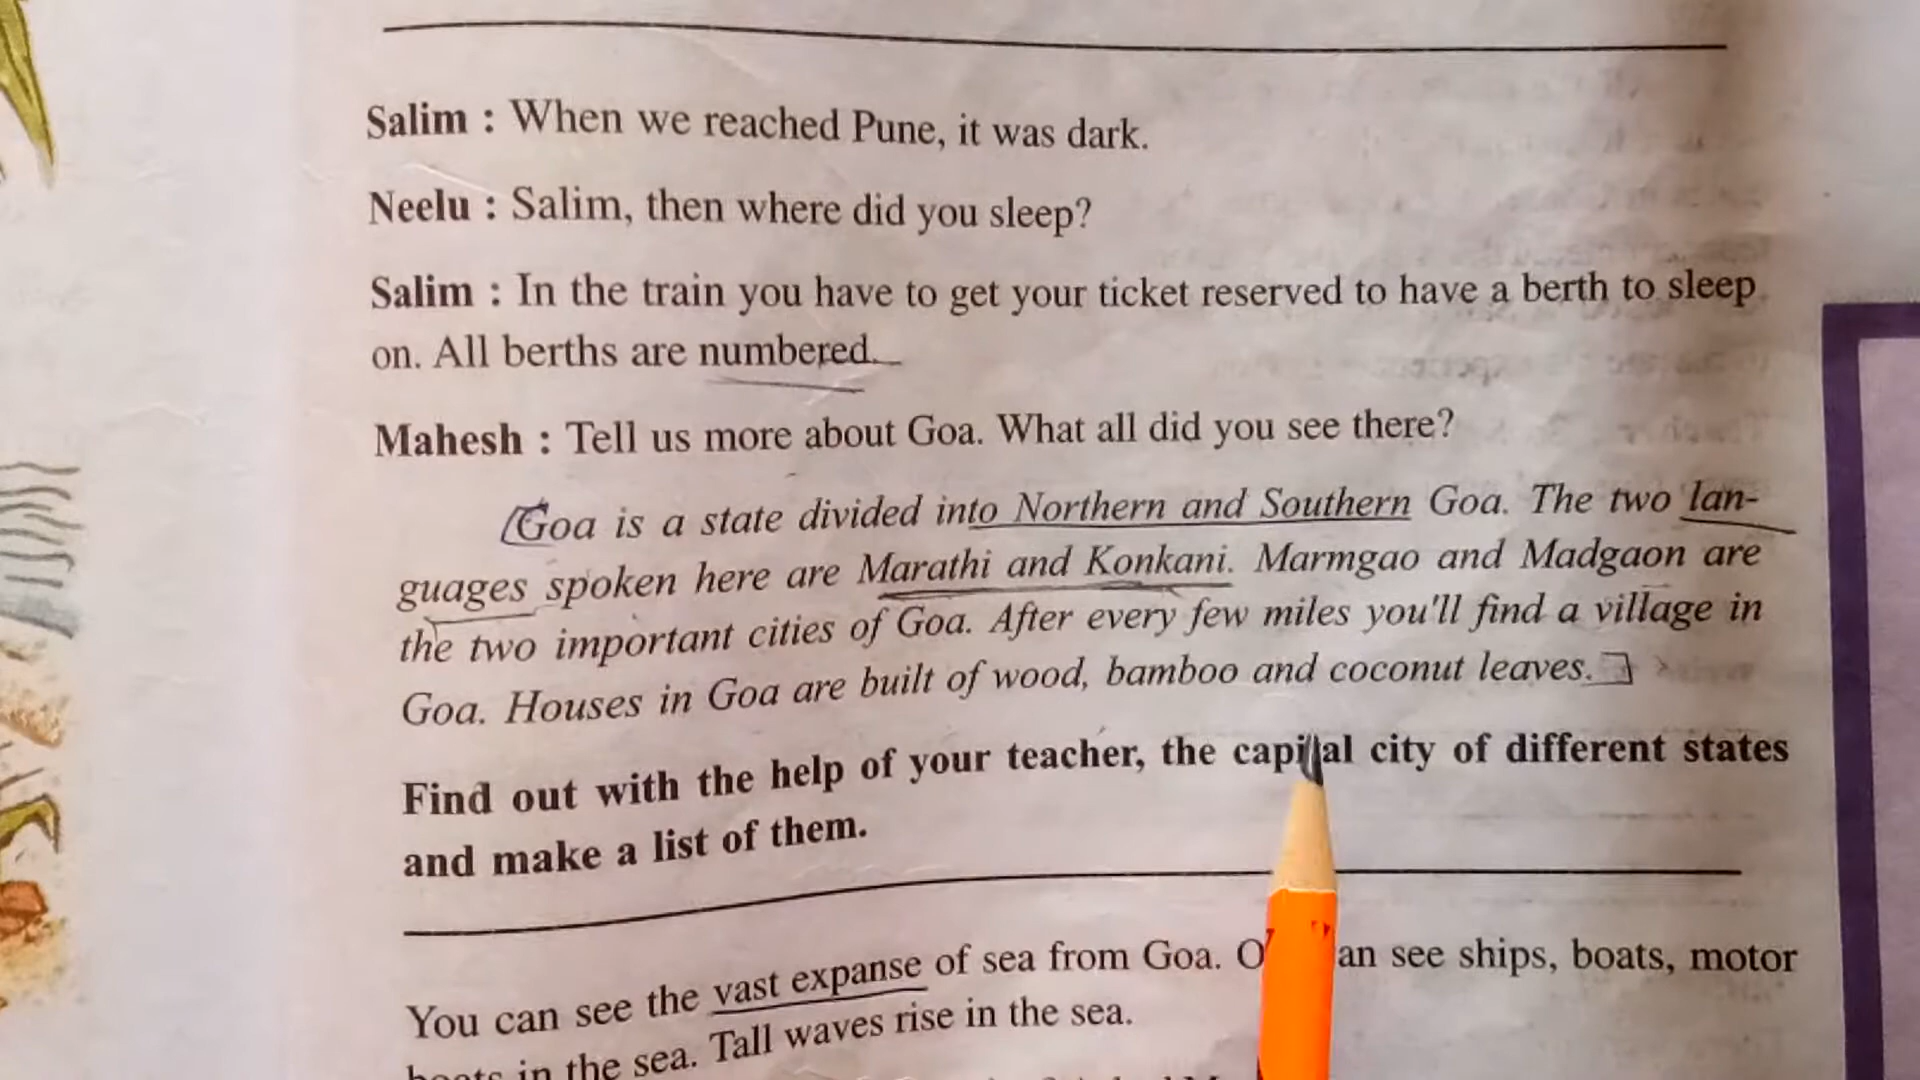 Salim : When we reached Pune, it was dark.
Neelu : Salim, then where did you sleep?
Salim : In the train you have to get your ticket reserved to have a berth to sleep
on. All berths are numbered.
Mahesh : Tell us more about Goa. What all did you see there?
Goa is a state divided into Northern and Southern Goa. The two lan-
guages spoken here are Marathi and Konkani. Marmgao and Madgaon are
the two important cities of Goa. After every few miles you'll find a village in
Goa. Houses in Goa are built of wood, bamboo and coconut leaves.
Find out with the help of your teacher, the capital city of different states
and make a list of them.
You can see the vast expanse of sea from Goa. O an see ships, boats, motor
boats in the sea. Tall waves rise in the sea.